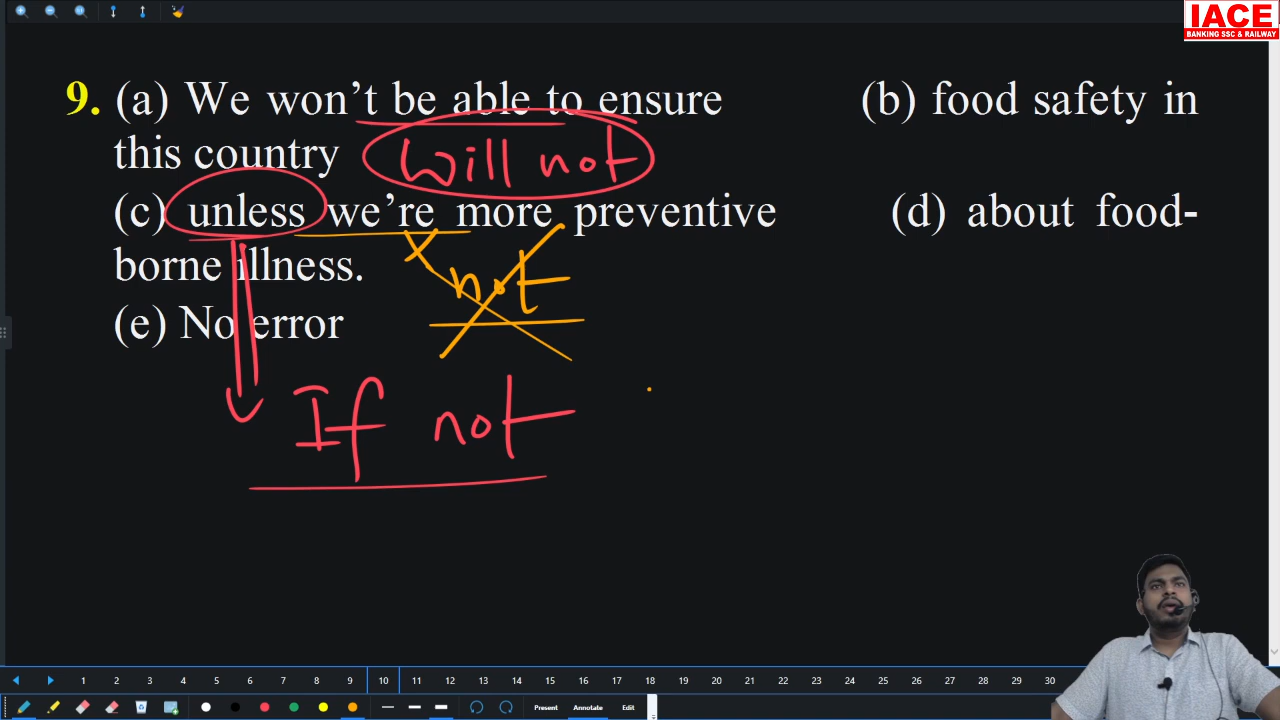 IACE
BANKING SSC & RAILWAY
9. (a) We won't be able to ensure (b) food safety in
this country will not
(c) unless we're more preventive (d) about food-
borne illness.
not
(e) No error
If not
1 2 3 4 5 6 7 8 9 10 11 12 13 14 15 16 17 18 19 20 21 22 23 24 25 26 27 28 29 30
Present Annotate Edit